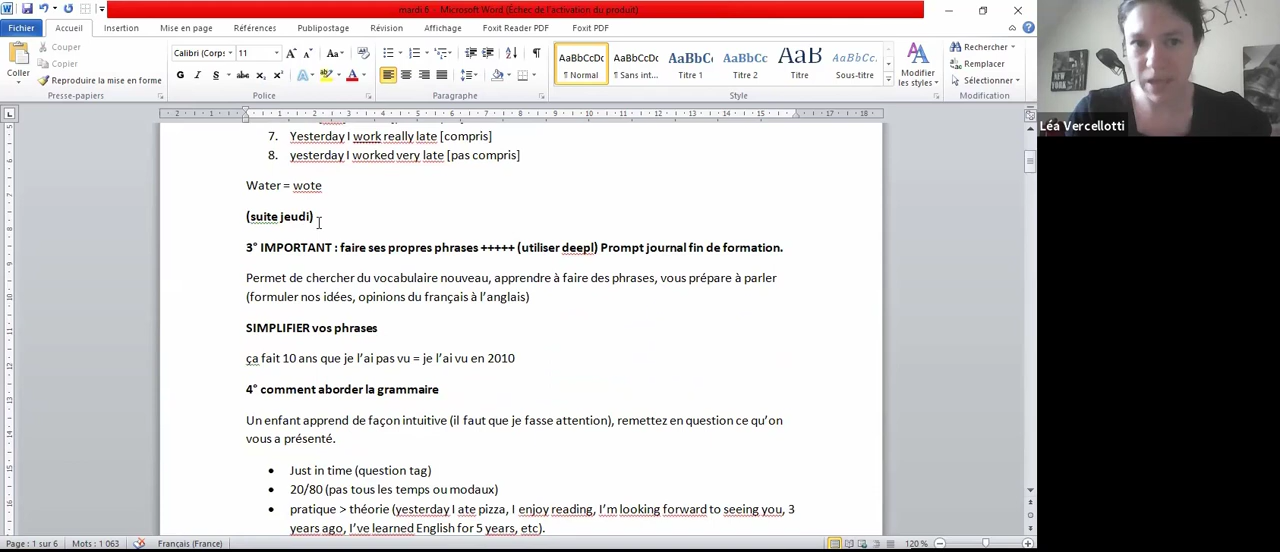 mardi 6 - Microsoft Word (Échec de l'activation du produit)
Fichier Accueil Insertion Mise en page Références Publipostage Révision Affichage Foxit Reader PDF Foxit PDF
Couper
Copier
Reproduire la mise en forme
Coller
Calibri (Corps 11
Normal
Sans int...
Titre 1
Titre 2
Titre
Sous-titre
Modifier les styles
Rechercher
Remplacer
Sélectionner
Presse-papiers Police Paragraphe Style Modification
7. Yesterday I work really late [compris]
8. yesterday I worked very late [pas compris]
Water = wote
(suite jeudi)
3° IMPORTANT : faire ses propres phrases +++++ (utiliser deepl) Prompt journal fin de formation.
Permet de chercher du vocabulaire nouveau, apprendre à faire des phrases, vous prépare à parler
(formuler nos idées, opinions du français à l'anglais)
SIMPLIFIER vos phrases
ça fait 10 ans que je l'ai pas vu = je l'ai vu en 2010
4° comment aborder la grammaire
Un enfant apprend de façon intuitive (il faut que je fasse attention), remettez en question ce qu'on
vous a présenté.
• Just in time (question tag)
• 20/80 (pas tous les temps ou modaux)
• pratique > théorie (yesterday I ate pizza, I enjoy reading, I'm looking forward to seeing you, 3
years ago, I've learned English for 5 years, etc).
Page : 1 sur 6 Mots : 1 063 Français (France) 120 %
Léa Vercellotti
NEW YORK